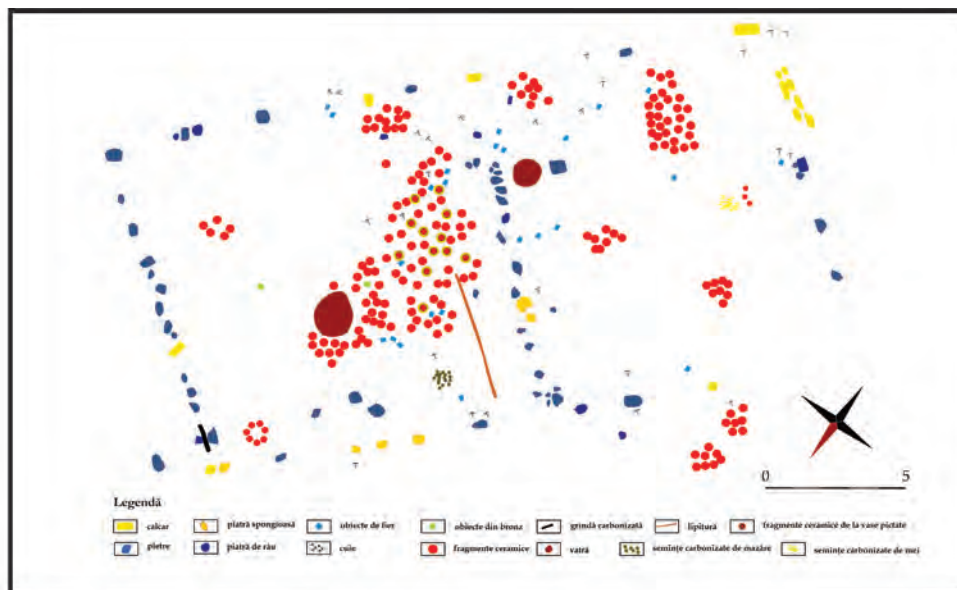 0 5
Legendă
calcar piatră spongioasă obiecte de fier obiecte din bronz grindă carbonizată lipitură fragmente ceramice de la vase pictate
pietre piatră de râu cuie fragmente ceramice vatră semințe carbonizate de mazăre semințe carbonizate de mei